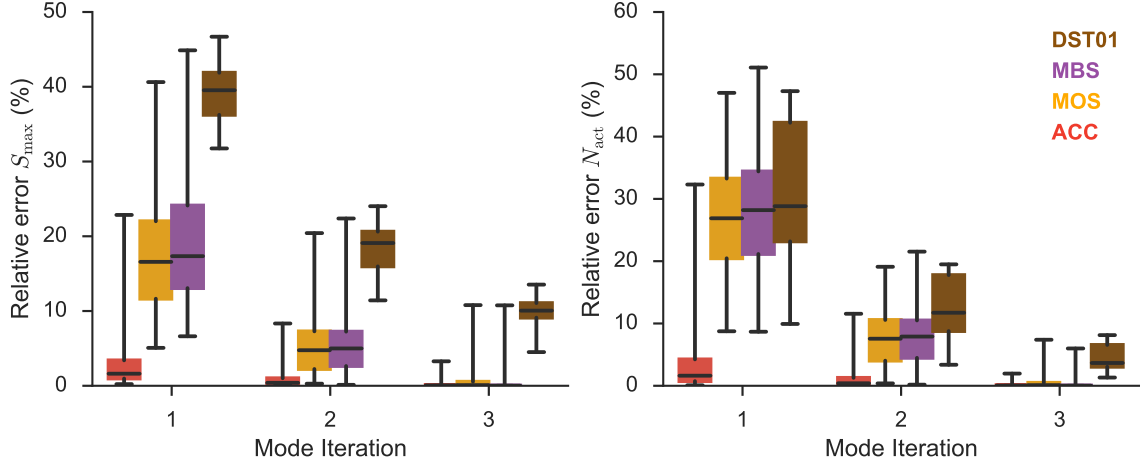 50
40
30
20
10
0
Relative error S_max (%)
1
2
3
Mode Iteration
60
50
40
30
20
10
0
Relative error N_act (%)
DST01
MBS
MOS
ACC
1
2
3
Mode Iteration